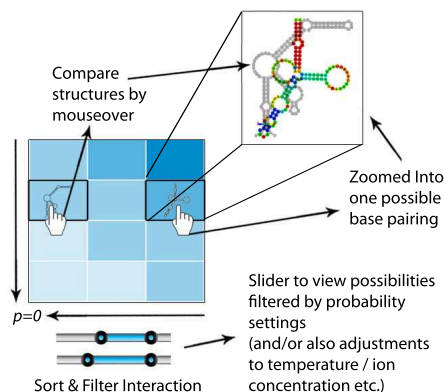 Compare
structures by
mouseover
Zoomed Into
one possible
base pairing
p=0
Slider to view possibilities
filtered by probability
settings
(and/or also adjustments
to temperature / ion
concentration etc.)
Sort & Filter Interaction